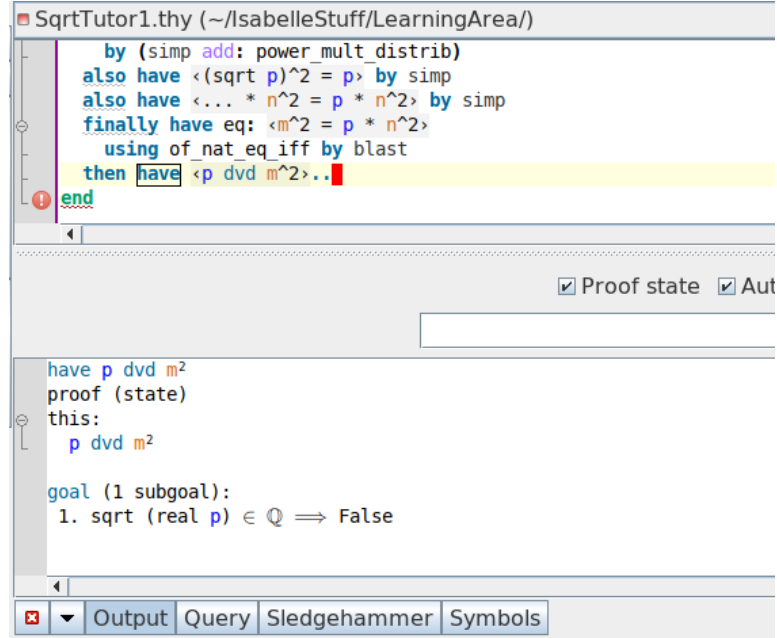 SqrtTutor1.thy (~/IsabelleStuff/LearningArea/)
by (simp add: power_mult_distrib)
also have ‹(sqrt p)^2 = p› by simp
also have ‹... * n^2 = p * n^2› by simp
finally have eq: ‹m^2 = p * n^2›
using of_nat_eq_iff by blast
then have ‹p dvd m^2›..
end
Proof state Aut
have p dvd m²
proof (state)
this:
p dvd m²
goal (1 subgoal):
1. sqrt (real p) ∈ ℚ ⟹ False
Output Query Sledgehammer Symbols